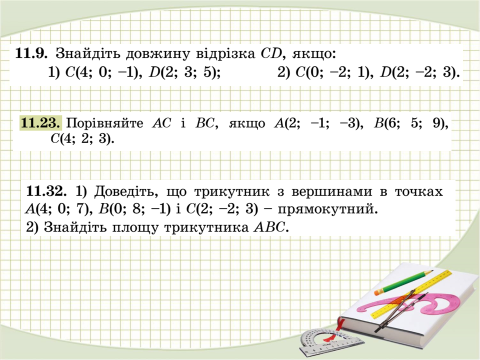 11.9. Знайдіть довжину відрізка CD, якщо:
1) C(4; 0; –1), D(2; 3; 5); 2) C(0; –2; 1), D(2; –2; 3).
11.23. Порівняйте AC і BC, якщо A(2; –1; –3), B(6; 5; 9),
C(4; 2; 3).
11.32. 1) Доведіть, що трикутник з вершинами в точках
A(4; 0; 7), B(0; 8; –1) і C(2; –2; 3) – прямокутний.
2) Знайдіть площу трикутника ABC.